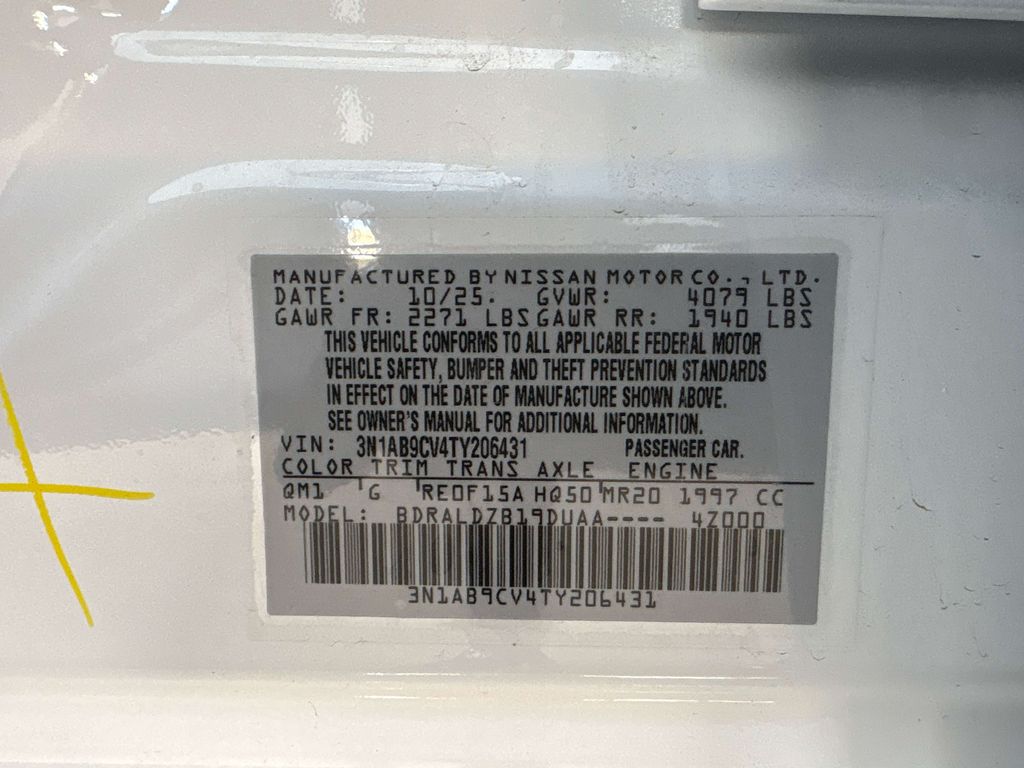 MANUFACTURED BY NISSAN MOTOR CO., LTD.
DATE: 10/25. GVWR: 4079 LBS
GAWR FR: 2271 LBS GAWR RR: 1940 LBS
THIS VEHICLE CONFORMS TO ALL APPLICABLE FEDERAL MOTOR
VEHICLE SAFETY, BUMPER AND THEFT PREVENTION STANDARDS
IN EFFECT ON THE DATE OF MANUFACTURE SHOWN ABOVE.
SEE OWNER'S MANUAL FOR ADDITIONAL INFORMATION.
VIN: 3N1AB9CV4TY206431 PASSENGER CAR.
COLOR TRIM TRANS AXLE ENGINE
QM1 G RE0F15A HQ50 MR20 1997 CC
MODEL: BDRALDZB19DUAA---- 4Z000
3N1AB9CV4TY206431